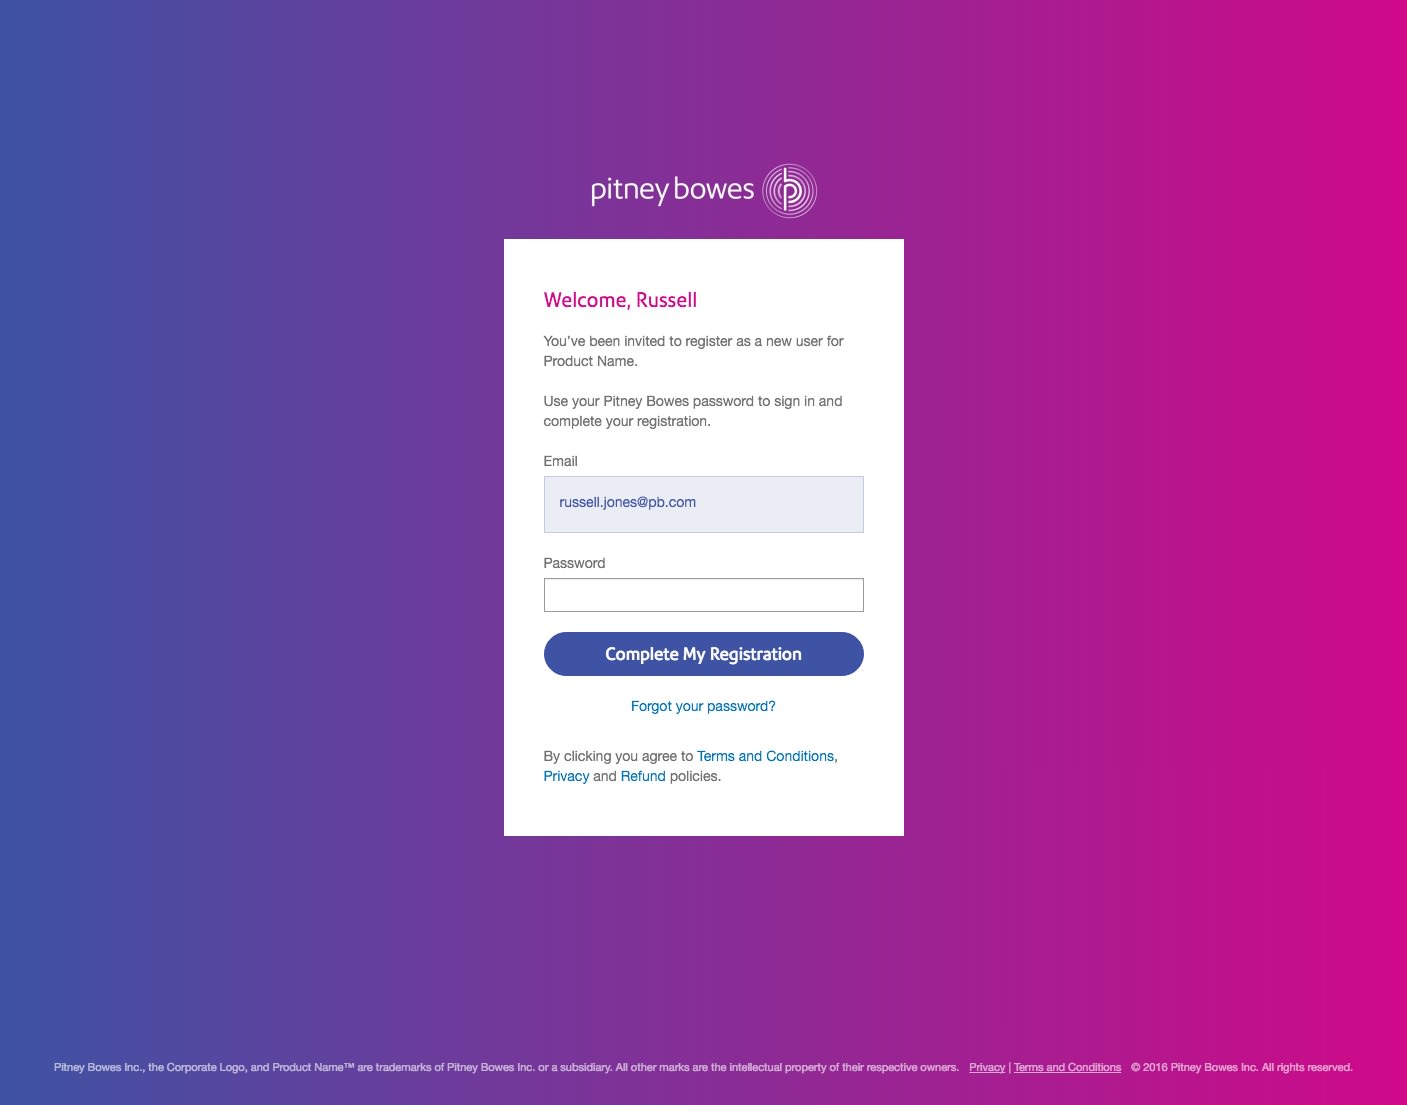 pitney bowes
Welcome, Russell
You've been invited to register as a new user for
Product Name.
Use your Pitney Bowes password to sign in and
complete your registration.
Email
russell.jones@pb.com
Password
Complete My Registration
Forgot your password?
By clicking you agree to Terms and Conditions,
Privacy and Refund policies.
Pitney Bowes Inc., the Corporate Logo, and Product Name™ are trademarks of Pitney Bowes Inc. or a subsidiary. All other marks are the intellectual property of their respective owners. Privacy | Terms and Conditions © 2016 Pitney Bowes Inc. All rights reserved.